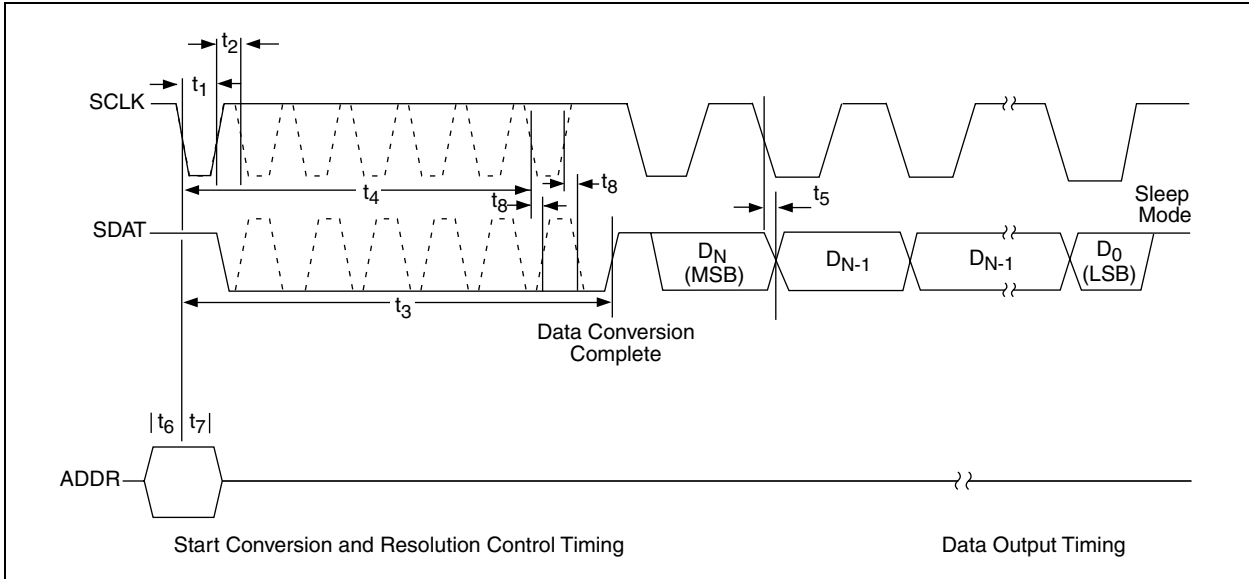 t2
t1
SCLK
t4
t8
t8
t5
Sleep
Mode
SDAT
DN
(MSB)
DN-1
DN-1
D0
(LSB)
t3
Data Conversion
Complete
t6
t7
ADDR
Start Conversion and Resolution Control Timing
Data Output Timing